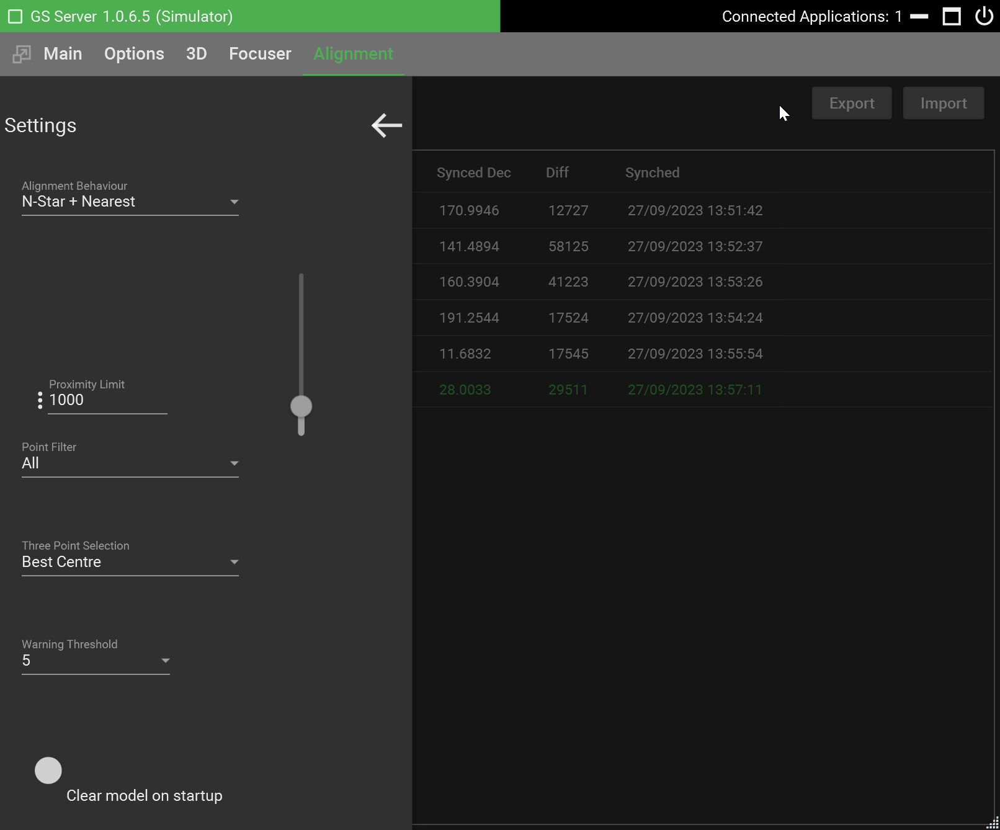 GS Server 1.0.6.5 (Simulator)
Connected Applications: 1
Main Options 3D Focuser Alignment
Export Import
Settings
Alignment Behaviour
N-Star + Nearest
Proximity Limit
1000
Point Filter
All
Three Point Selection
Best Centre
Warning Threshold
5
Clear model on startup
Synced Dec Diff Synched
170.9946 12727 27/09/2023 13:51:42
141.4894 58125 27/09/2023 13:52:37
160.3904 41223 27/09/2023 13:53:26
191.2544 17524 27/09/2023 13:54:24
11.6832 17545 27/09/2023 13:55:54
28.0033 29511 27/09/2023 13:57:11